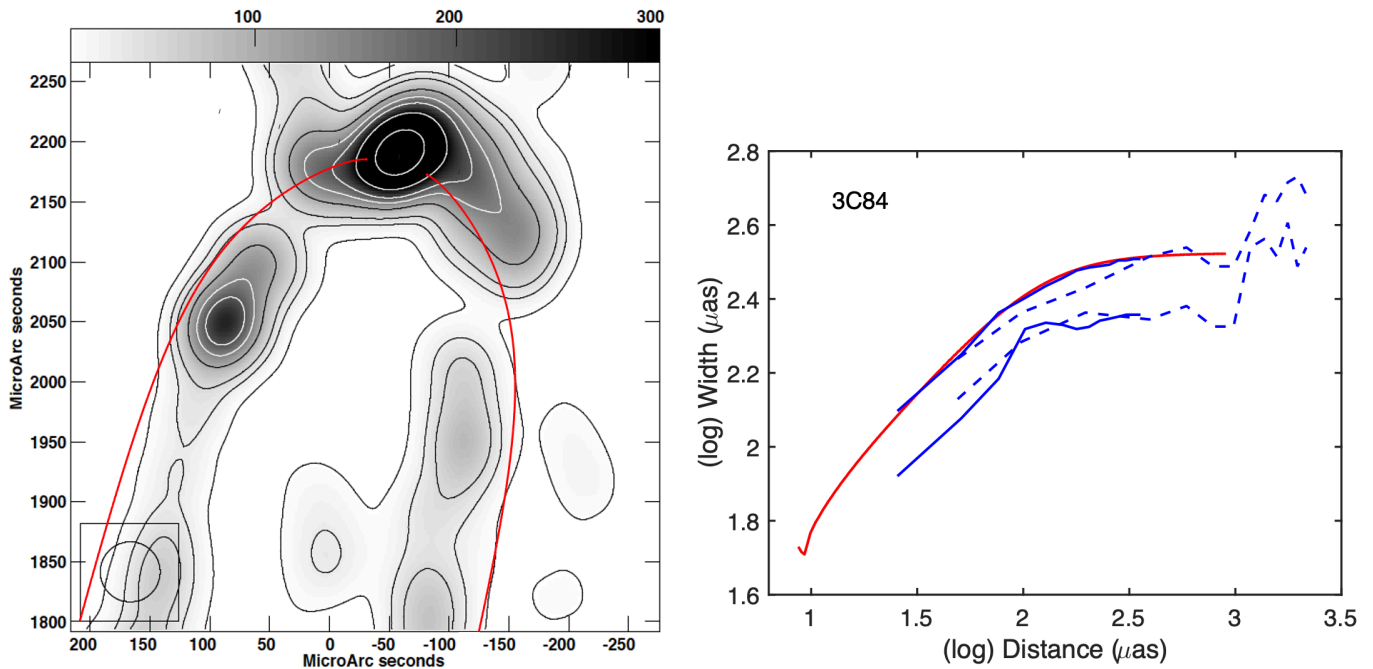 100 200 300
2250
2200
2150
2100
2050
2000
1950
1900
1850
1800
MicroArc seconds
200 150 100 50 0 -50 -100 -150 -200 -250
MicroArc seconds
3C84
2.8
2.6
2.4
2.2
2
1.8
1.6
(log) Width (μas)
1 1.5 2 2.5 3 3.5
(log) Distance (μas)